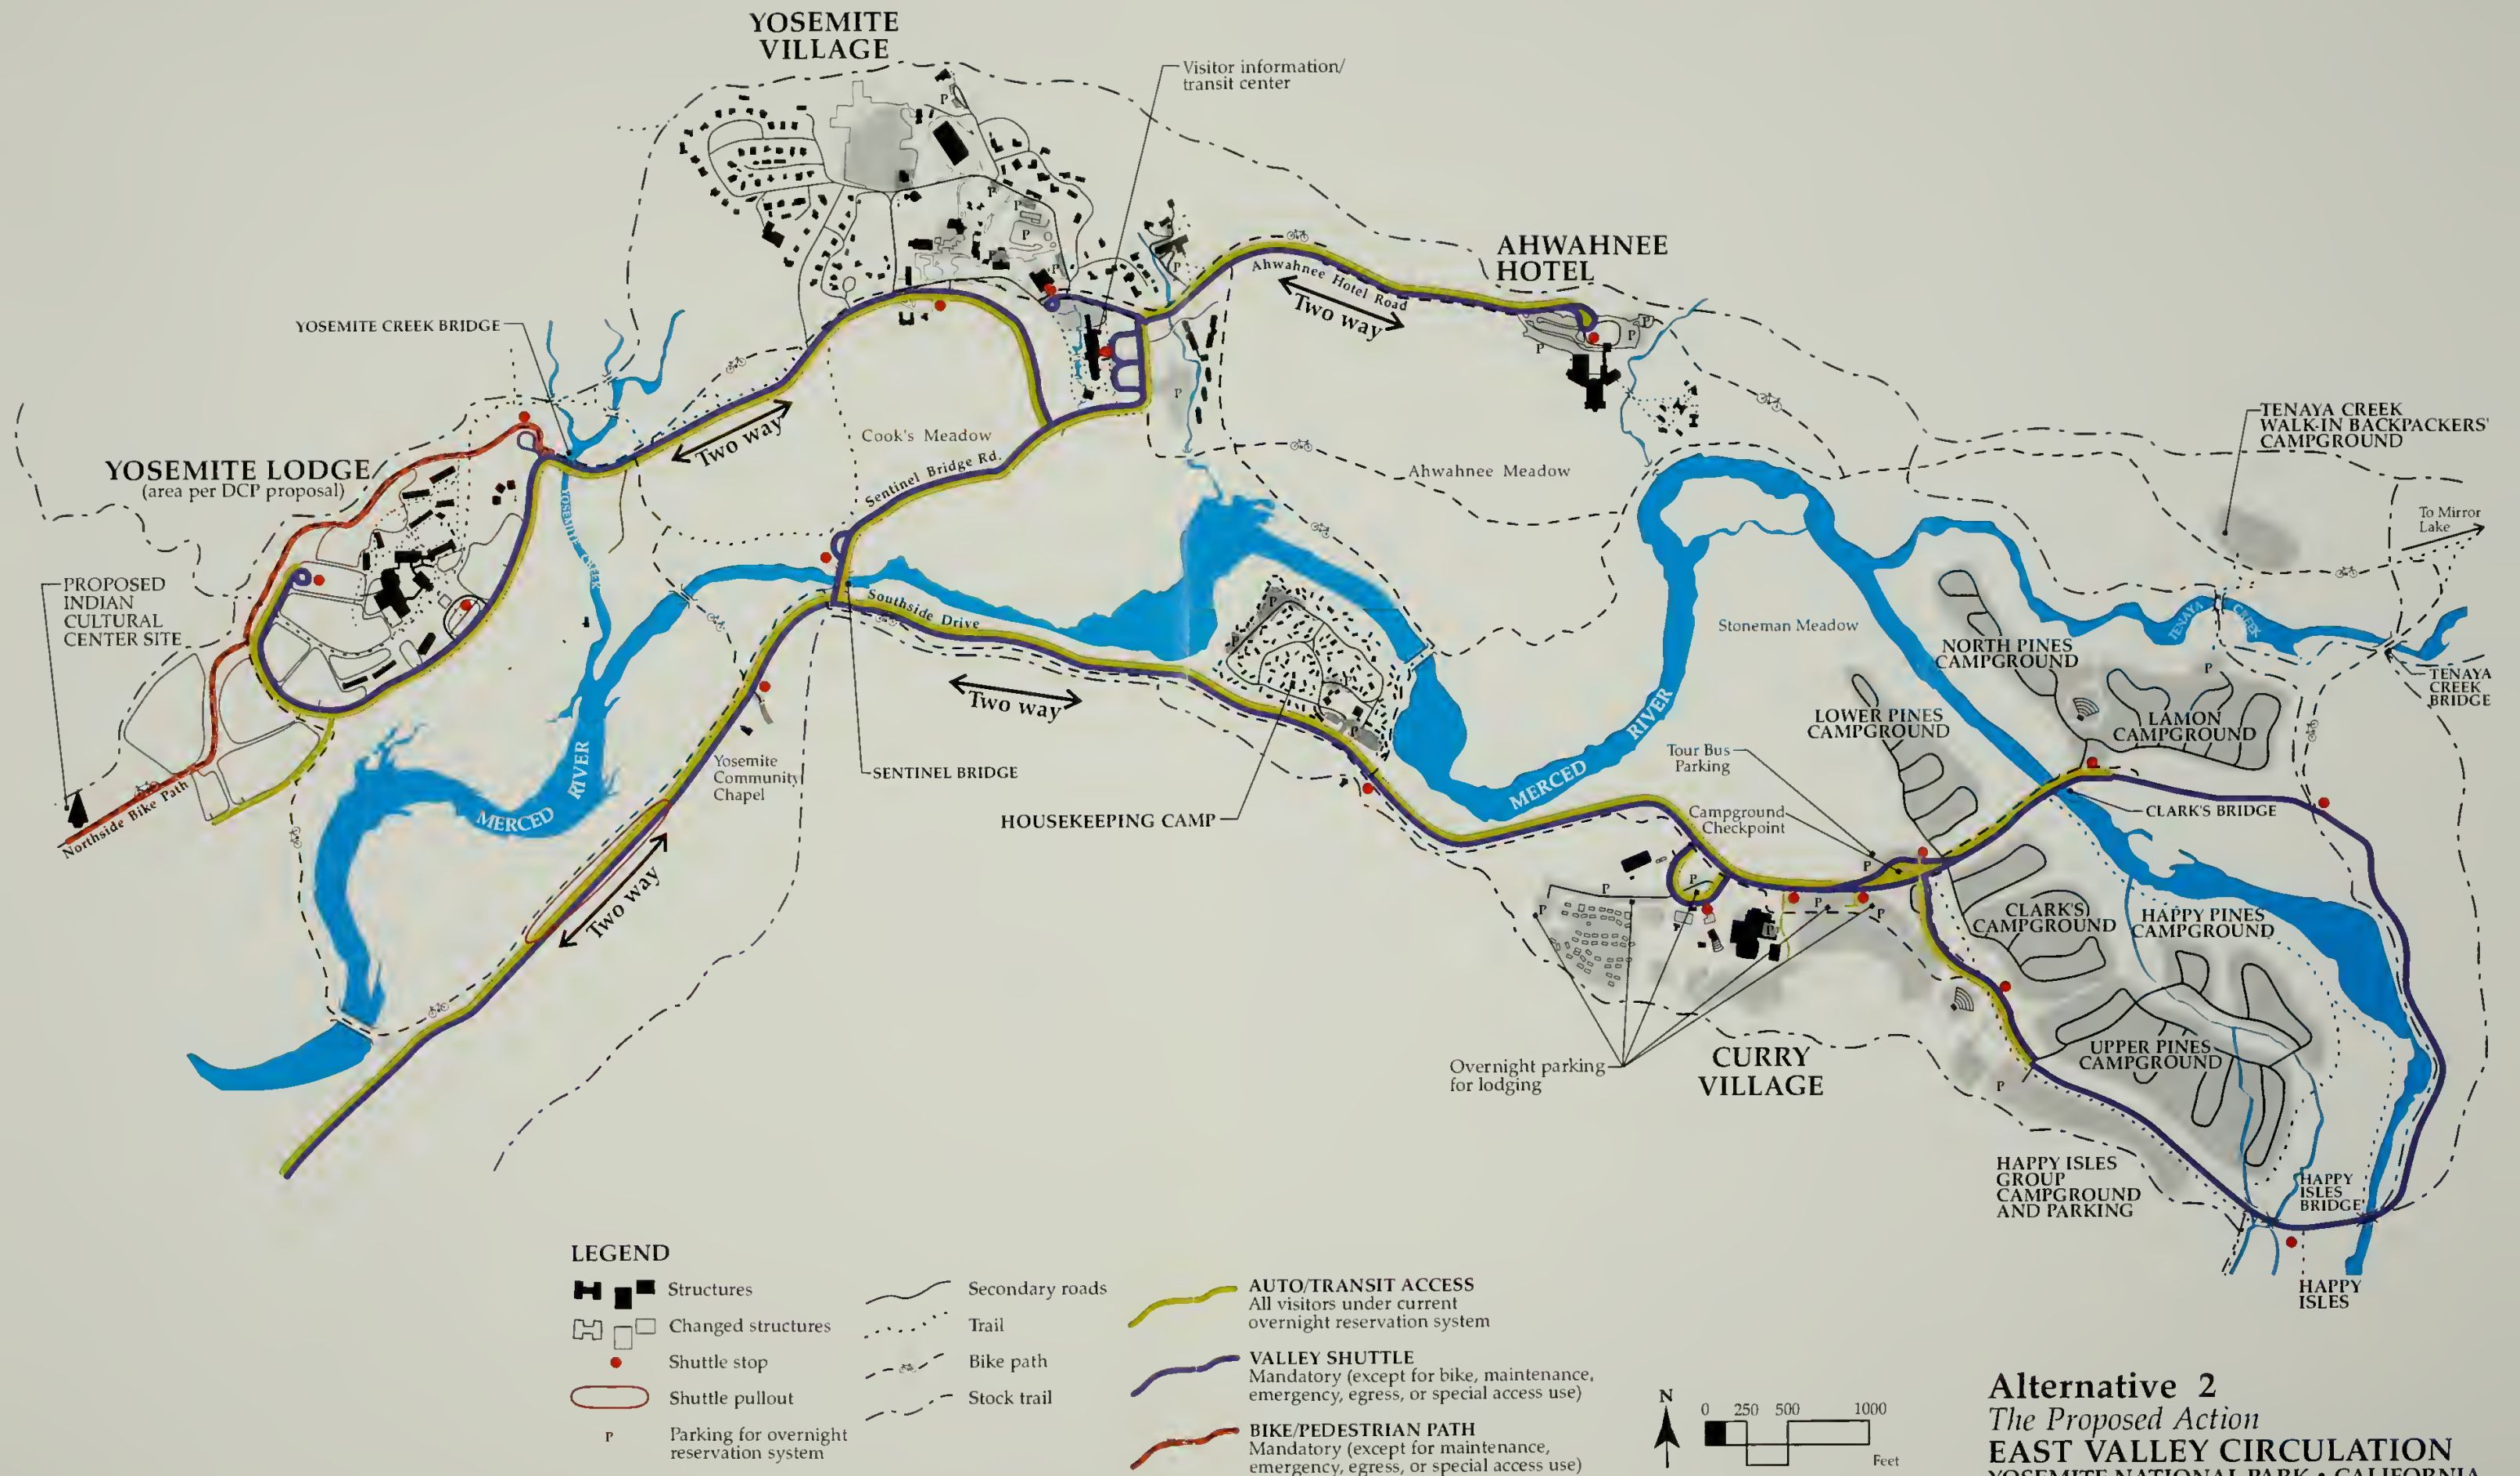 YOSEMITE
VILLAGE
Visitor information/
transit center
P
P
P
P
P
P
AHWAHNEE
HOTEL
Ahwahnee Hotel Road
Two way
P
P
P
YOSEMITE CREEK BRIDGE
P
Two way
Cook's Meadow
Sentinel Bridge Rd.
Ahwahnee Meadow
TENAYA CREEK
WALK-IN BACKPACKERS'
CAMPGROUND
To Mirror
Lake
YOSEMITE LODGE
(area per DCP proposal)
YOSEMITE CREEK
PROPOSED
INDIAN
CULTURAL
CENTER SITE
Southside Drive
Two way
P
P
P
P
Stoneman Meadow
TENAYA CREEK
NORTH PINES
CAMPGROUND
P
TENAYA
CREEK
BRIDGE
LOWER PINES
CAMPGROUND
LAMON
CAMPGROUND
MERCED RIVER
Tour Bus
Parking
Campground
Checkpoint
CLARK'S BRIDGE
Yosemite
Community
Chapel
SENTINEL BRIDGE
HOUSEKEEPING CAMP
MERCED RIVER
Northside Bike Path
Two way
P
P
P
P
P
P
P
P
CLARK'S
CAMPGROUND
HAPPY PINES
CAMPGROUND
UPPER PINES
CAMPGROUND
Overnight parking
for lodging
CURRY
VILLAGE
P
HAPPY ISLES
GROUP
CAMPGROUND
AND PARKING
HAPPY
ISLES
BRIDGE
HAPPY
ISLES
LEGEND
Structures
Changed structures
Shuttle stop
Shuttle pullout
P
Parking for overnight
reservation system
Secondary roads
Trail
Bike path
Stock trail
AUTO/TRANSIT ACCESS
All visitors under current
overnight reservation system
VALLEY SHUTTLE
Mandatory (except for bike, maintenance,
emergency, egress, or special access use)
BIKE/PEDESTRIAN PATH
Mandatory (except for maintenance,
emergency, egress, or special access use)
N
0 250 500 1000
Feet
Alternative 2
The Proposed Action
EAST VALLEY CIRCULATION
YOSEMITE NATIONAL PARK • CALIFORNIA